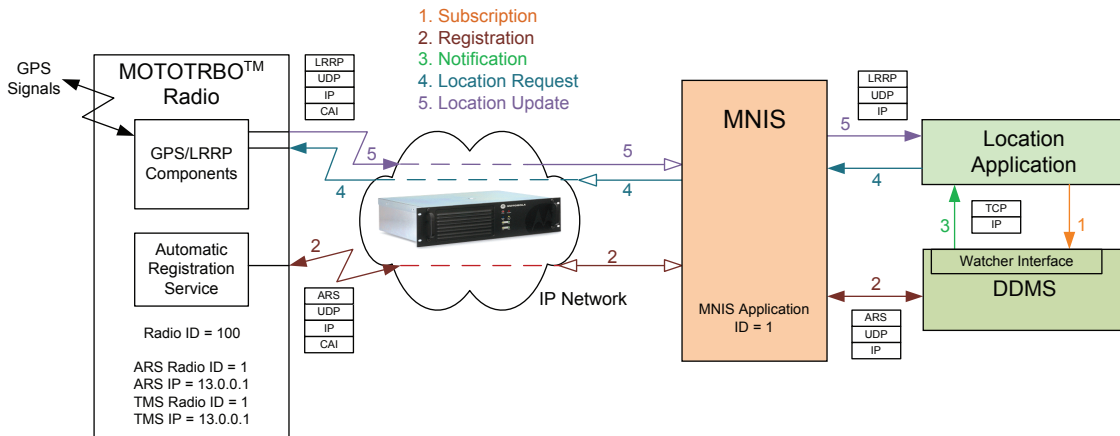 1. Subscription
2. Registration
3. Notification
4. Location Request
5. Location Update
GPS
Signals
MOTOTRBO™
Radio
GPS/LRRP
Components
Automatic
Registration
Service
Radio ID = 100
ARS Radio ID = 1
ARS IP = 13.0.0.1
TMS Radio ID = 1
TMS IP = 13.0.0.1
LRRP
UDP
IP
CAI
5
4
2
ARS
UDP
IP
CAI
5
4
2
IP Network
MNIS
MNIS Application
ID = 1
LRRP
UDP
IP
5
4
2
ARS
UDP
IP
Location
Application
3
TCP
IP
1
Watcher Interface
DDMS